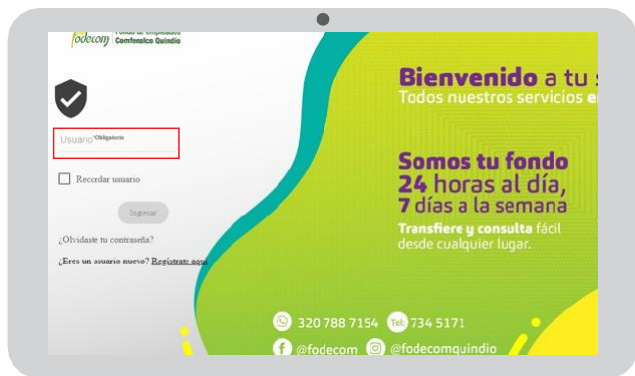 fodecom
Fondo de Empleados
Comfenalco Quindío
Usuario*Obligatorio
Recordar usuario
Ingresar
¿Olvidaste tu contraseña?
¿Eres un usuario nuevo? Regístrate aquí
Bienvenido a tu
Todos nuestros servicios
Somos tu fondo
24 horas al día,
7 días a la semana
Transfiere y consulta fácil
desde cualquier lugar.
320 788 7154 Tel: 734 5171
@fodecom @fodecomquindio